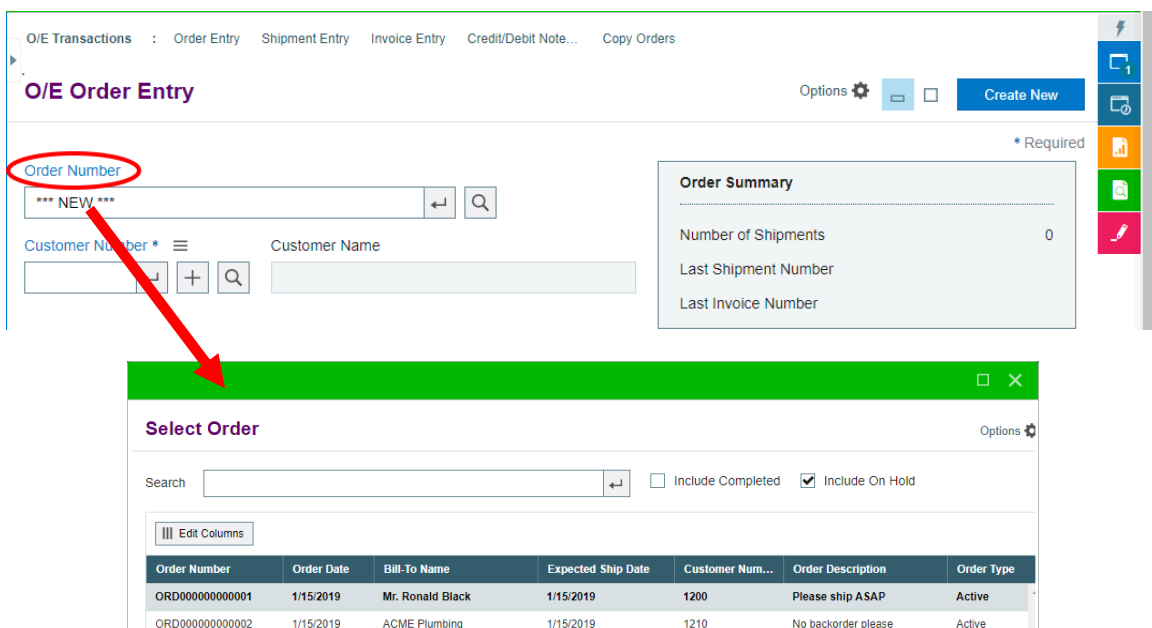 O/E Transactions : Order Entry Shipment Entry Invoice Entry Credit/Debit Note... Copy Orders
O/E Order Entry
Options
Create New
1
* Required
Order Number
*** NEW ***
Customer Number *
Customer Name
Order Summary
Number of Shipments 0
Last Shipment Number
Last Invoice Number
Select Order
Options
Search
Include Completed
Include On Hold
Edit Columns
Order Number Order Date Bill-To Name Expected Ship Date Customer Num... Order Description Order Type
ORD000000000001 1/15/2019 Mr. Ronald Black 1/15/2019 1200 Please ship ASAP Active
ORD000000000002 1/15/2019 ACME Plumbing 1/15/2019 1210 No backorder please Active